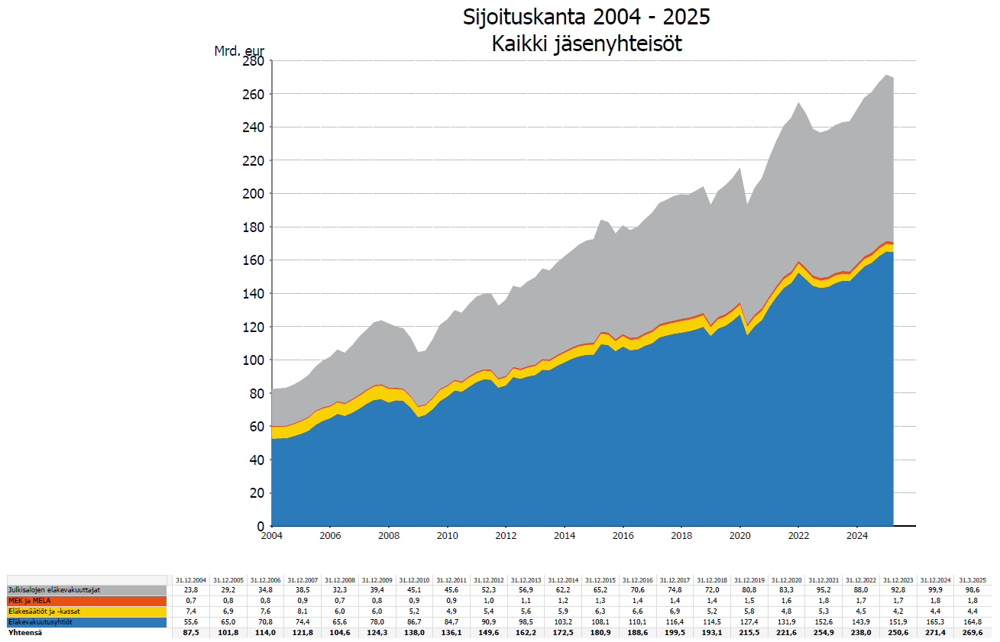 Sijoituskanta 2004 - 2025
Kaikki jäsenyhteisöt
Mrd. eur
280
260
240
220
200
180
160
140
120
100
80
60
40
20
0
2004 2006 2008 2010 2012 2014 2016 2018 2020 2022 2024
31.12.2004 31.12.2005 31.12.2006 31.12.2007 31.12.2008 31.12.2009 31.12.2010 31.12.2011 31.12.2012 31.12.2013 31.12.2014 31.12.2015 31.12.2016 31.12.2017 31.12.2018 31.12.2019 31.12.2020 31.12.2021 31.12.2022 31.12.2023 31.12.2024 31.3.2025
Julkisalojen eläkevakuuttajat 23,8 29,2 34,8 38,5 32,3 39,4 45,1 45,6 52,3 56,9 62,2 65,2 70,6 74,8 72,0 80,8 83,3 95,2 88,0 92,8 99,9 98,6
MEK ja MELA 0,7 0,8 0,8 0,9 0,7 0,8 0,9 0,9 1,0 1,1 1,2 1,3 1,4 1,4 1,4 1,5 1,6 1,8 1,7 1,7 1,8 1,8
Eläkesäätiöt ja -kassat 7,4 6,9 7,6 8,1 6,0 6,0 5,2 4,9 5,4 5,6 5,9 6,3 6,6 6,9 5,2 5,8 4,8 5,3 4,5 4,2 4,4 4,4
Eläkevakuutusyhtiöt 55,6 65,0 70,8 74,4 65,6 78,0 86,7 84,7 90,9 98,5 103,2 108,1 110,1 116,4 114,5 127,4 131,9 152,6 143,9 151,9 165,3 164,8
Yhteensä 87,5 101,8 114,0 121,8 104,6 124,3 138,0 136,1 149,6 162,2 172,5 180,9 188,6 199,5 193,1 215,5 221,6 254,9 238,0 250,6 271,4 269,6